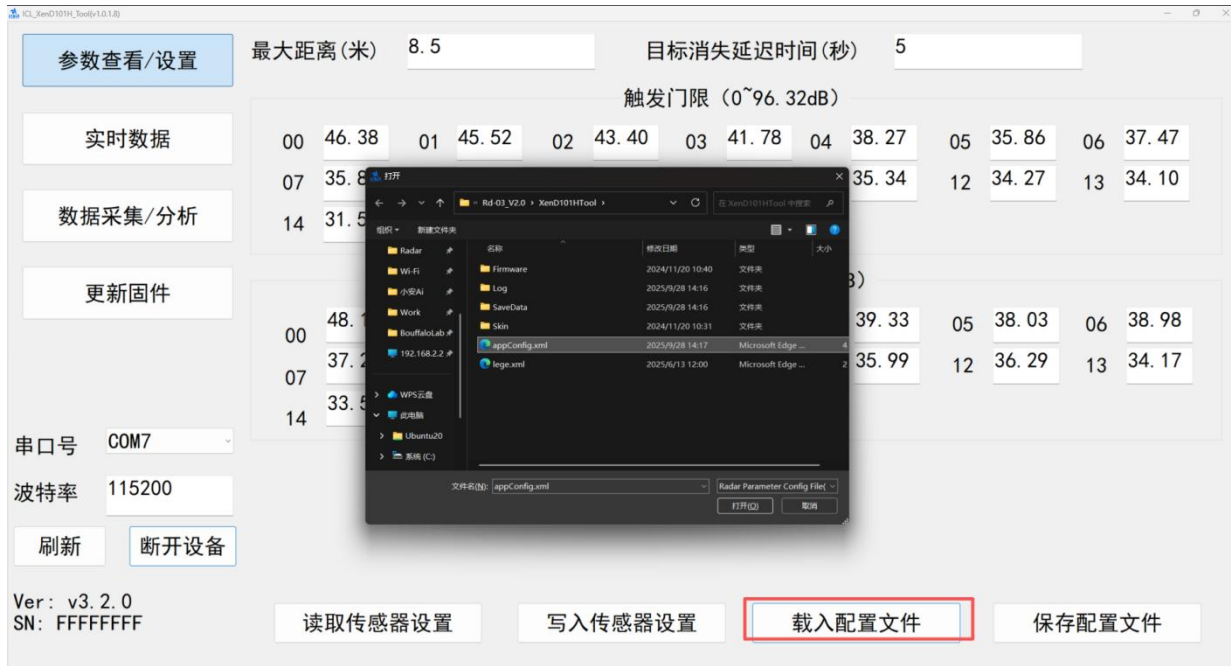 ICL_XenD101H_Tool(v1.0.1.8)
参数查看/设置
最大距离(米) 8.5 目标消失延迟时间(秒) 5
触发门限 (0~96.32dB)
实时数据
00 46.38 01 45.52 02 43.40 03 41.78 04 38.27 05 35.86 06 37.47
07 35.8 35.34 12 34.27 13 34.10
14 31.5
数据采集/分析
更新固件
B)
00 48.1 39.33 05 38.03 06 38.98
07 37.2 35.99 12 36.29 13 34.17
14 33.5
打开
Rd-03_V2.0 › XenD101HTool ›
在 XenD101HTool 中搜索
组织 新建文件夹
名称 修改日期 类型 大小
Radar
Wi-Fi
小安Ai
Work
BouffaloLab
192.168.2.2
WPS云盘
此电脑
Ubuntu20
系统 (C:)
Firmware 2024/11/20 10:40 文件夹
Log 2025/9/28 14:16 文件夹
SaveData 2025/9/28 14:16 文件夹
Skin 2024/11/20 10:31 文件夹
appConfig.xml 2025/9/28 14:17 Microsoft Edge ... 4
lege.xml 2025/6/13 12:00 Microsoft Edge ... 2
文件名(N): appConfig.xml Radar Parameter Config File(
打开(O) 取消
串口号 COM7
波特率 115200
刷新 断开设备
Ver: v3.2.0
SN: FFFFFFFF
读取传感器设置 写入传感器设置 载入配置文件 保存配置文件